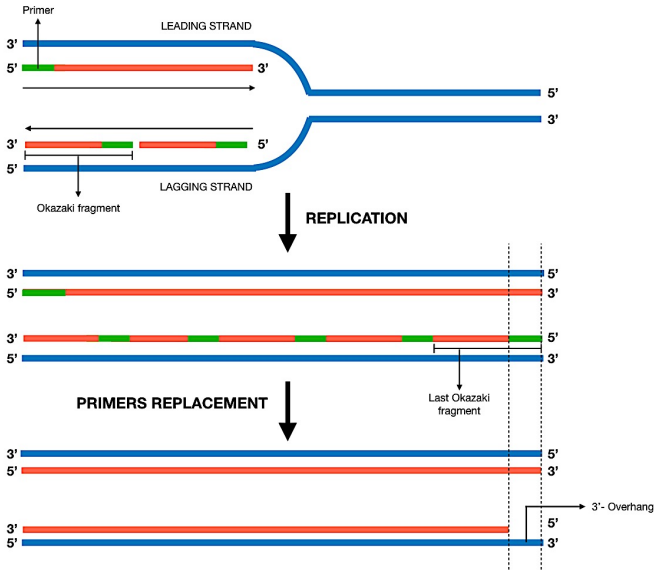 Primer
LEADING STRAND
3’
5’ 3’
5’
3’
3’ 5’
5’
LAGGING STRAND
Okazaki fragment
REPLICATION
3’ 5’
5’ 3’
5’
3’
5’ 3’
Last Okazaki
fragment
PRIMERS REPLACEMENT
3’ 5’
5’ 3’
3’- Overhang
3’ 5’
5’ 3’